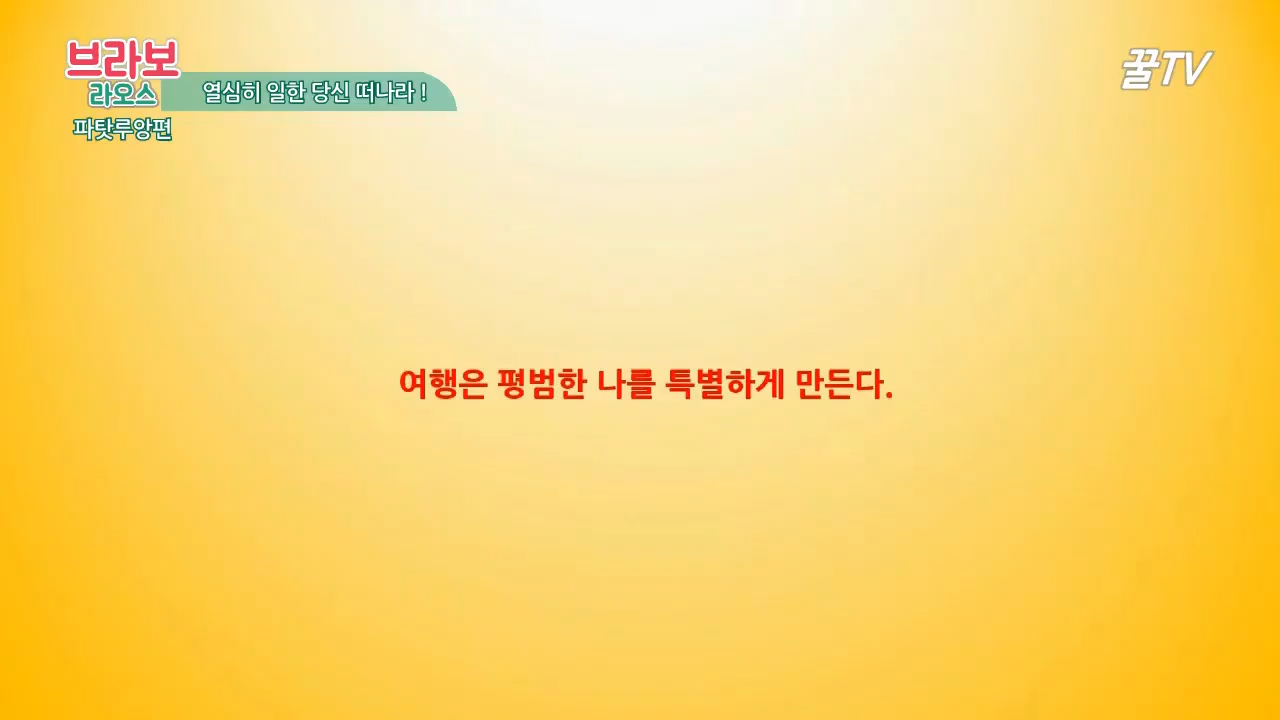 브라보
라오스
열심히 일한 당신 떠나라 !
파탓루앙편
꿀TV
여행은 평범한 나를 특별하게 만든다.